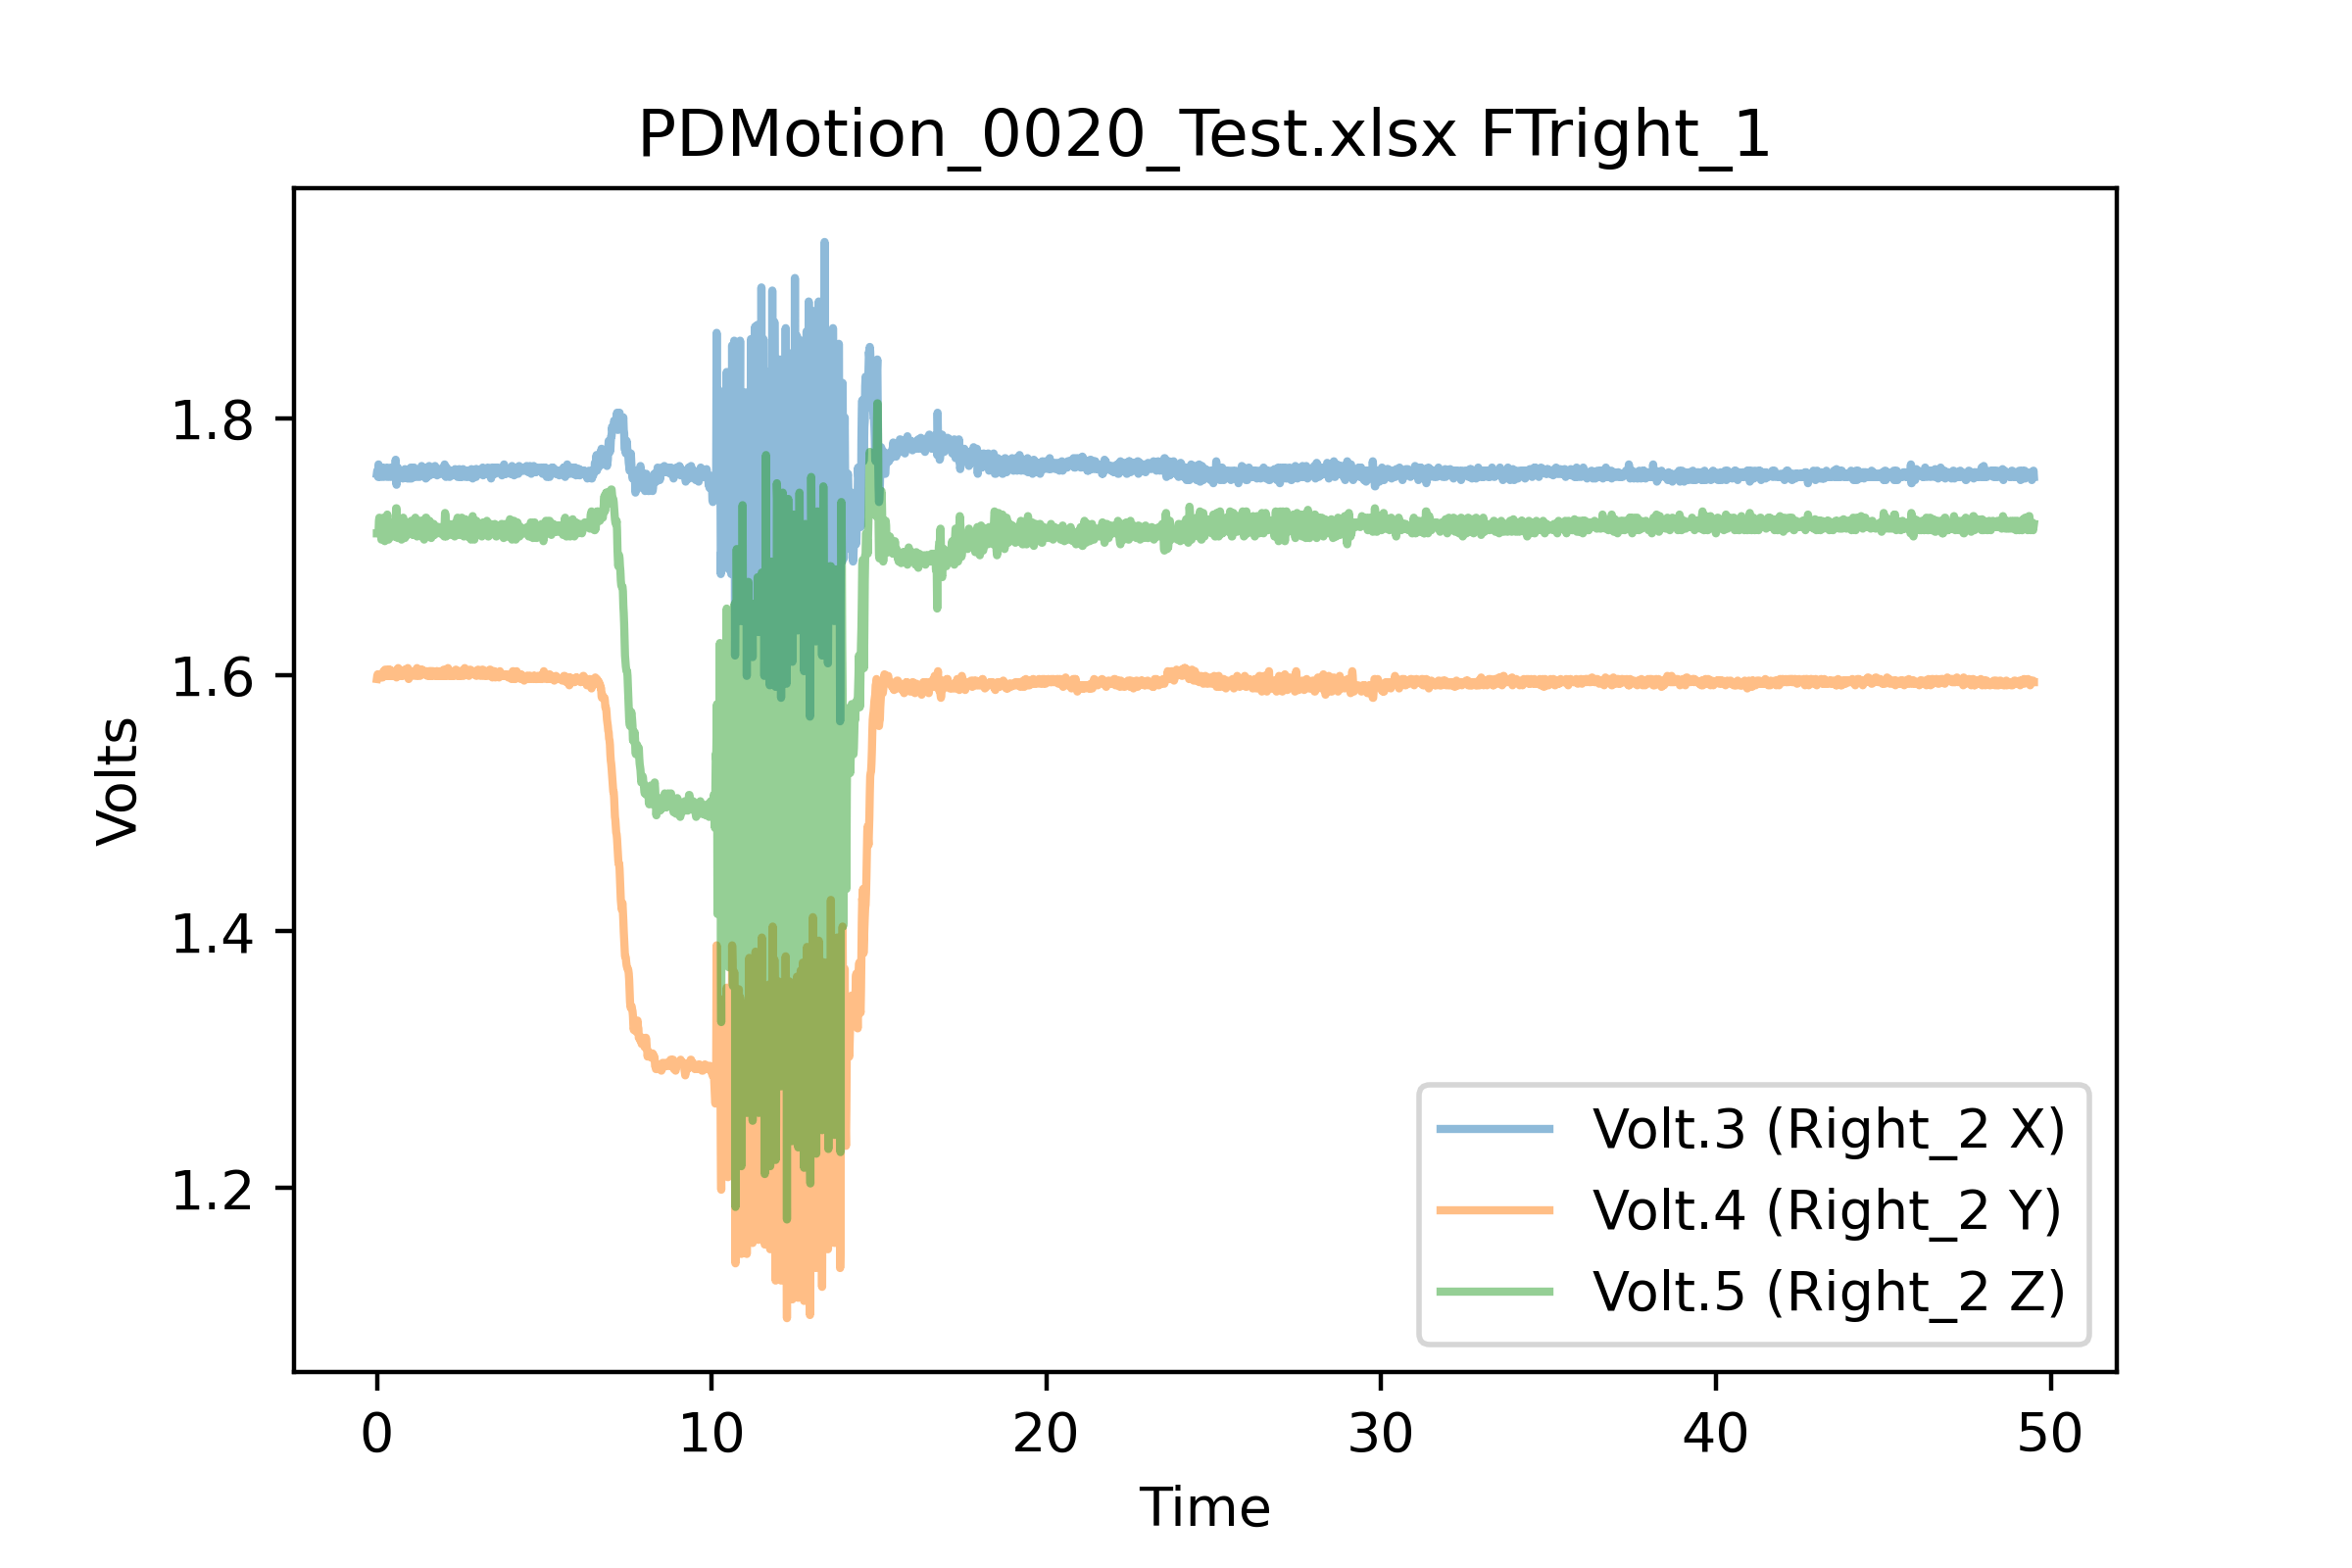 PDMotion_0020_Test.xlsx FTright_1
Volts
1.8
1.6
1.4
1.2
Volt.3 (Right_2 X)
Volt.4 (Right_2 Y)
Volt.5 (Right_2 Z)
0 10 20 30 40 50
Time